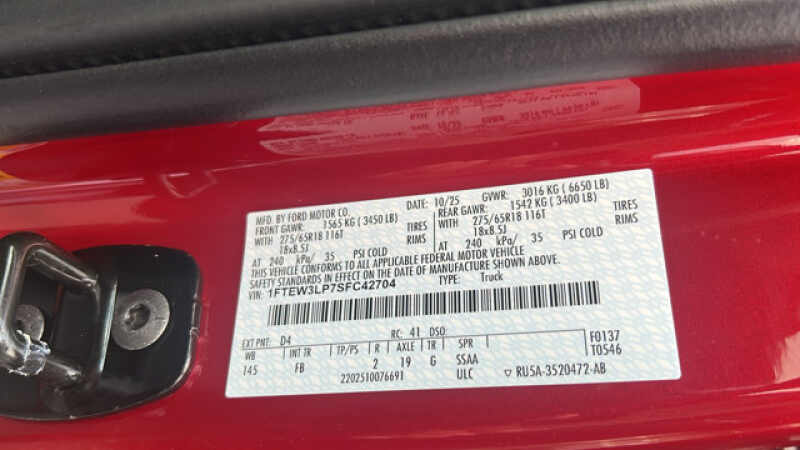 MFD. BY FORD MOTOR CO.
DATE: 10/25 GVWR: 3016 KG ( 6650 LB)
FRONT GAWR: 1565 KG ( 3450 LB)
REAR GAWR: 1542 KG ( 3400 LB)
WITH 275/65R18 116T TIRES
WITH 275/65R18 116T TIRES
18x8.5J RIMS
18x8.5J RIMS
AT 240 kPa/ 35 PSI COLD
AT 240 kPa/ 35 PSI COLD
THIS VEHICLE CONFORMS TO ALL APPLICABLE FEDERAL MOTOR VEHICLE
SAFETY STANDARDS IN EFFECT ON THE DATE OF MANUFACTURE SHOWN ABOVE.
VIN: 1FTEW3LP7SFC42704 TYPE: Truck
EXT PNT: D4 RC: 41 DSO: F0137
WB INT TR TP/PS R AXLE TR SPR T0546
145 FB 2 19 G SSAA
2202510076691 ULC ▽ RU5A-3520472-AB